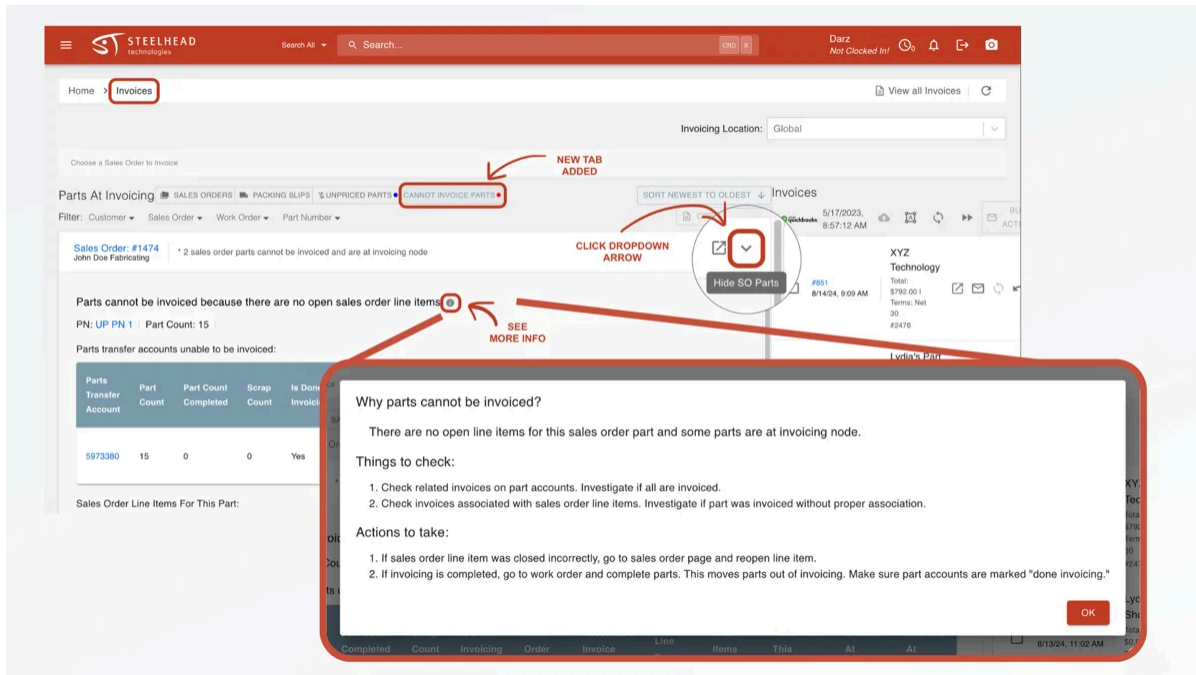 STEELHEAD
technologies
Search All
Search...
CMD K
Darz
Not Clocked In!
0
Home > Invoices
View all Invoices
Invoicing Location: Global
Choose a Sales Order to Invoice
NEW TAB
ADDED
Parts At Invoicing SALES ORDERS PACKING SLIPS UNPRICED PARTS CANNOT INVOICE PARTS SORT NEWEST TO OLDEST Invoices
Filter: Customer Sales Order Work Order Part Number
quickbooks
5/17/2023,
8:57:12 AM
BU
ACTI
Sales Order: #1474
John Doe Fabricating
* 2 sales order parts cannot be invoiced and are at invoicing node
CLICK DROPDOWN
ARROW
Hide SO Parts
XYZ
Technology
#851
8/14/24, 9:09 AM
Total:
$792.00 |
Terms: Net
30
#2476
Lydia's Part
Parts cannot be invoiced because there are no open sales order line items
SEE
MORE INFO
PN: UP PN 1 Part Count: 15
Parts transfer accounts unable to be invoiced:
Parts
Transfer
Account
Part
Count
Part Count
Completed
Scrap
Count
Is Done
Invoici
5973380 15 0 0 Yes
Sales Order Line Items For This Part:
Why parts cannot be invoiced?
There are no open line items for this sales order part and some parts are at invoicing node.
Things to check:
1. Check related invoices on part accounts. Investigate if all are invoiced.
2. Check invoices associated with sales order line items. Investigate if part was invoiced without proper association.
Actions to take:
1. If sales order line item was closed incorrectly, go to sales order page and reopen line item.
2. If invoicing is completed, go to work order and complete parts. This moves parts out of invoicing. Make sure part accounts are marked "done invoicing."
OK
Completed Count Invoicing Order Invoice Line Items This At At
8/13/24, 11:02 AM